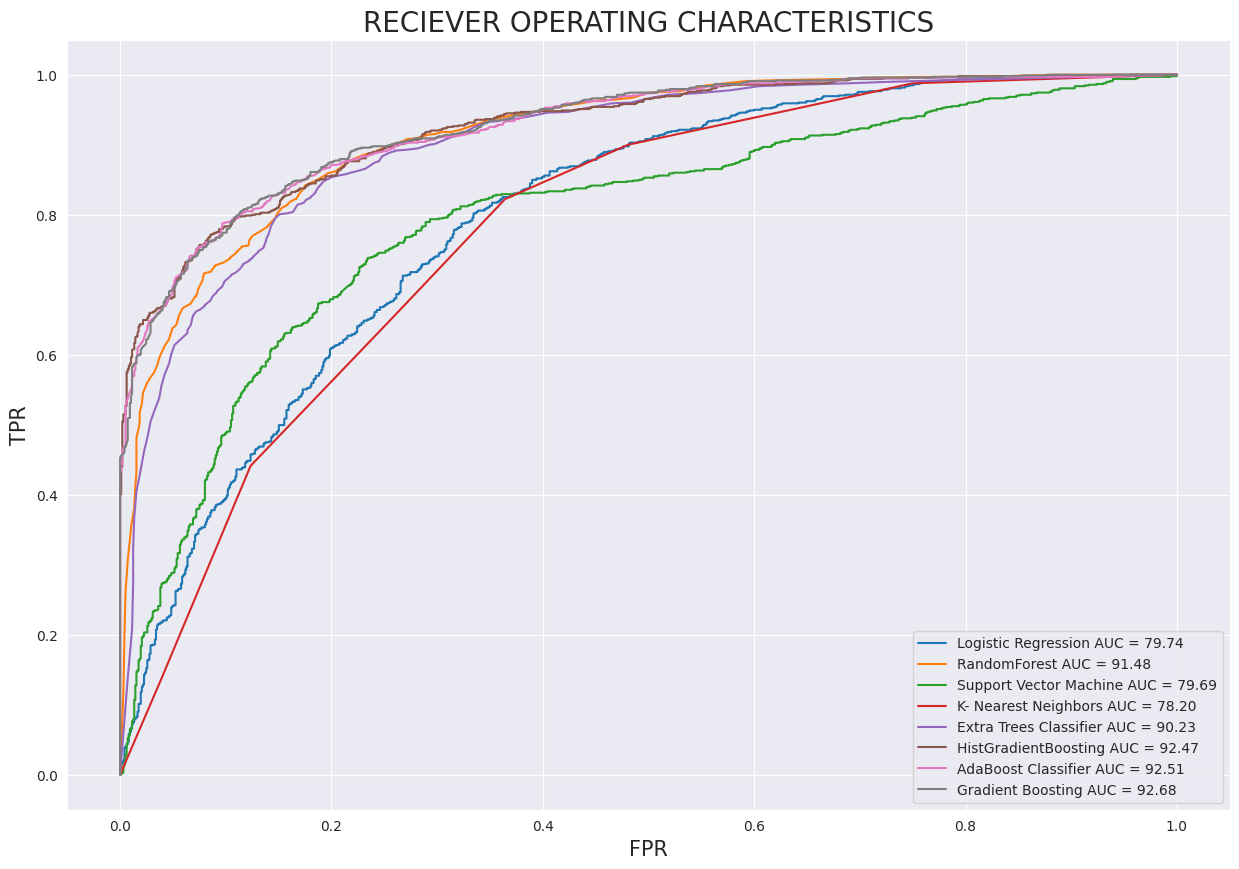 RECIEVER OPERATING CHARACTERISTICS
1.0
0.8
0.6
0.4
0.2
0.0
TPR
Logistic Regression AUC = 79.74
RandomForest AUC = 91.48
Support Vector Machine AUC = 79.69
K- Nearest Neighbors AUC = 78.20
Extra Trees Classifier AUC = 90.23
HistGradientBoosting AUC = 92.47
AdaBoost Classifier AUC = 92.51
Gradient Boosting AUC = 92.68
0.0 0.2 0.4 0.6 0.8 1.0
FPR